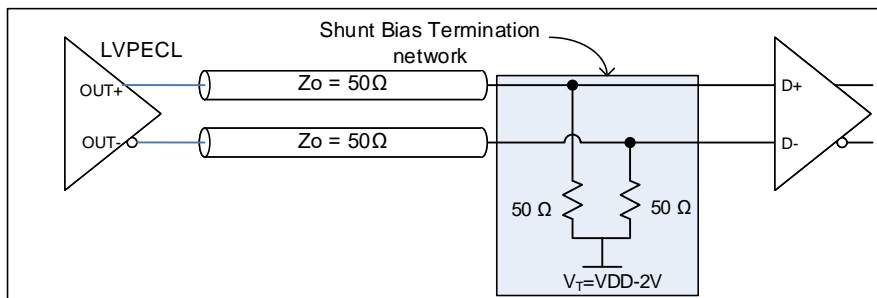 Shunt Bias Termination
network
LVPECL
OUT+
Zo = 50Ω
D+
OUT-
Zo = 50Ω
D-
50 Ω
50 Ω
VT=VDD-2V